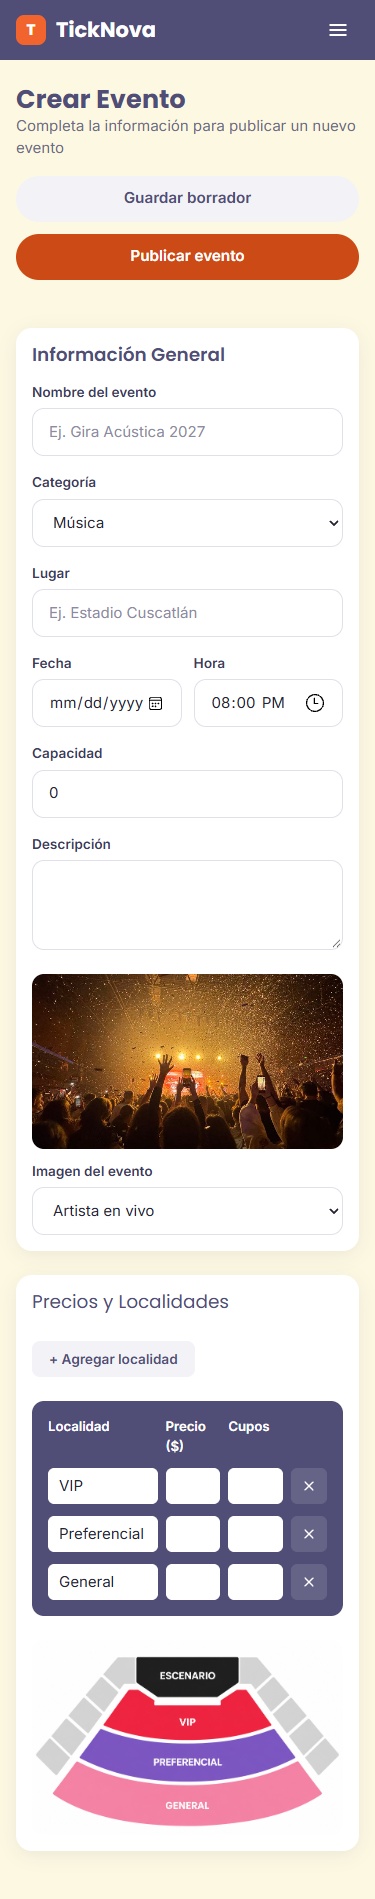 T TickNova
Crear Evento
Completa la información para publicar un nuevo
evento
Guardar borrador
Publicar evento
Información General
Nombre del evento
Ej. Gira Acústica 2027
Categoría
Música
Lugar
Ej. Estadio Cuscatlán
Fecha Hora
mm/dd/yyyy 08:00 PM
Capacidad
0
Descripción
Imagen del evento
Artista en vivo
Precios y Localidades
+ Agregar localidad
Localidad Precio ($) Cupos
VIP ×
Preferencial ×
General ×
ESCENARIO
VIP
PREFERENCIAL
GENERAL